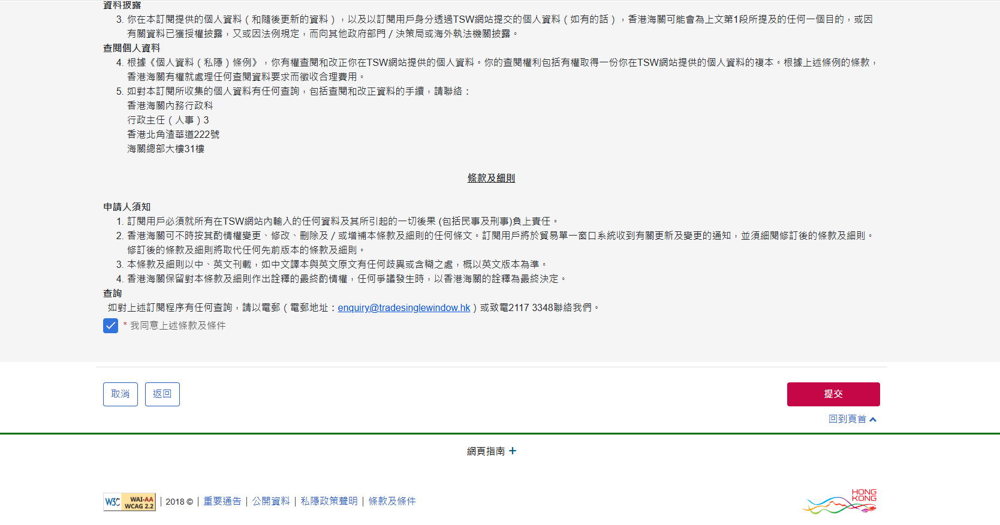 資料披露
3. 你在本訂閱提供的個人資料（和隨後更新的資料），以及以訂閱用戶身分透過TSW網站提交的個人資料（如有的話），香港海關可能會為上文第1段所提及的任何一個目的，或因
有關資料已獲授權披露，又或因法例規定，而向其他政府部門 / 決策局或海外執法機關披露。
查閱個人資料
4. 根據《個人資料（私隱）條例》，你有權查閱和改正你在TSW網站提供的個人資料。你的查閱權利包括有權取得一份你在TSW網站提供的個人資料的複本。根據上述條例的條款，
香港海關有權就處理任何查閱資料要求而徵收合理費用。
5. 如對本訂閱所收集的個人資料有任何查詢，包括查閱和改正資料的手續，請聯絡：
香港海關內務行政科
行政主任（人事）3
香港北角渣華道222號
海關總部大樓31樓
條款及細則
申請人須知
1. 訂閱用戶必須就所有在TSW網站內輸入的任何資料及其所引起的一切後果 (包括民事及刑事)負上責任。
2. 香港海關可不時按其酌情權變更、修改、刪除及 / 或增補本條款及細則的任何條文。訂閱用戶將於貿易單一窗口系統收到有關更新及變更的通知，並須細閱修訂後的條款及細則。
修訂後的條款及細則將取代任何先前版本的條款及細則。
3. 本條款及細則以中、英文刊載，如中文譯本與英文原文有任何歧異或含糊之處，概以英文版本為準。
4. 香港海關保留對本條款及細則作出詮釋的最終酌情權，任何爭議發生時，以香港海關的詮釋為最終決定。
查詢
如對上述訂閱程序有任何查詢，請以電郵（電郵地址：enquiry@tradesinglewindow.hk）或致電2117 3348聯絡我們。
* 我同意上述條款及條件
取消 返回 提交
回到頁首
網頁指南 +
W3C WAI-AA WCAG 2.2 | 2018 © | 重要通告 | 公開資料 | 私隱政策聲明 | 條款及條件
HONG
KONG